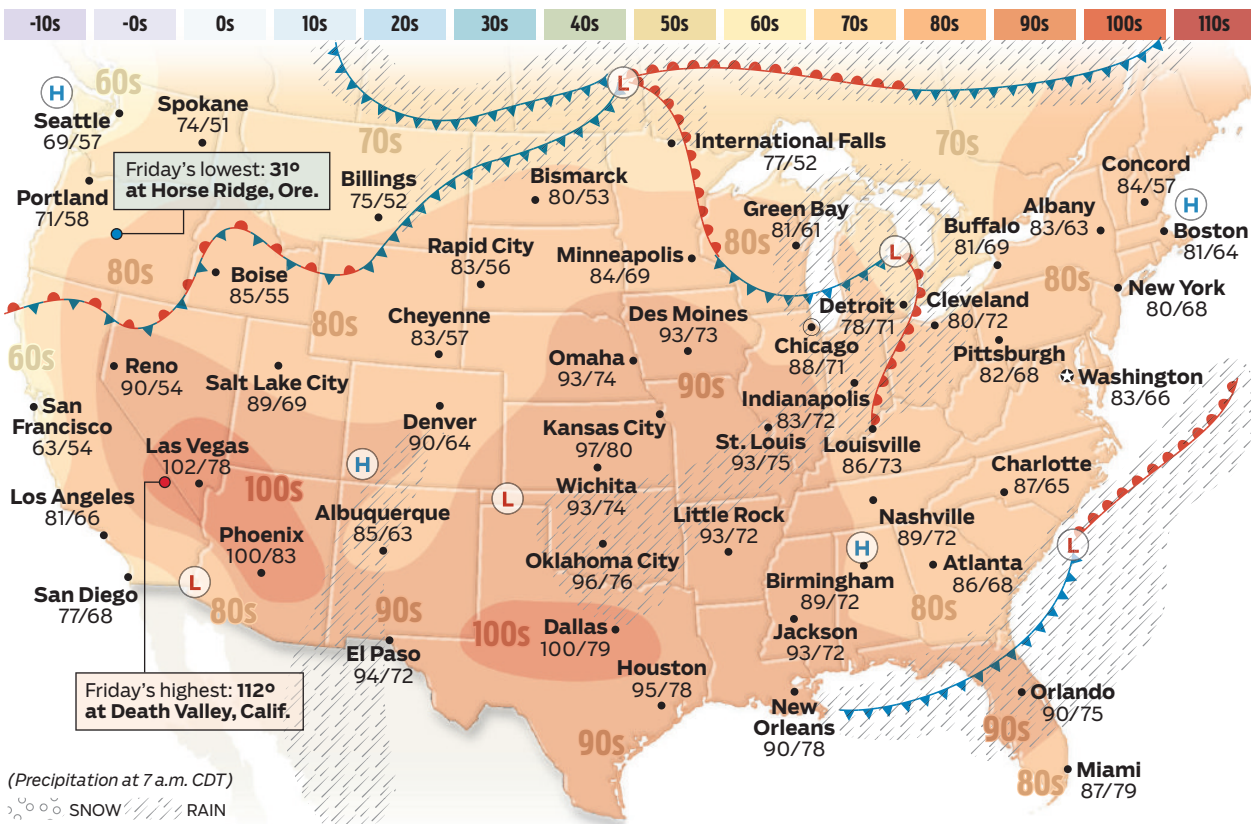 -10s -0s 0s 10s 20s 30s 40s 50s 60s 70s 80s 90s 100s 110s
60s
H
Seattle
69/57
Spokane
74/51
L
70s
70s
International Falls
77/52
Friday's lowest: 31º
at Horse Ridge, Ore.
Portland
71/58
Billings
75/52
Bismarck
80/53
Concord
84/57
H
Boston
81/64
Albany
83/63
Green Bay
81/61
80s
Buffalo
81/69
L
Rapid City
83/56
Minneapolis
84/69
80s
Boise
85/55
80s
80s
New York
80/68
Detroit
78/71
Cleveland
80/72
Cheyenne
83/57
Des Moines
93/73
Chicago
88/71
Pittsburgh
82/68
60s
Reno
90/54
Salt Lake City
89/69
Omaha
93/74
90s
Washington
83/66
San
Francisco
63/54
Denver
90/64
Indianapolis
83/72
Kansas City
97/80
St. Louis
93/75
Louisville
86/73
Las Vegas
102/78
H
Charlotte
87/65
100s
Wichita
93/74
L
Los Angeles
81/66
Albuquerque
85/63
Little Rock
93/72
Nashville
89/72
Phoenix
100/83
H
L
Oklahoma City
96/76
Atlanta
86/68
Birmingham
89/72
San Diego
77/68
L
80s
90s
80s
100s
Dallas
100/79
Jackson
93/72
El Paso
94/72
Houston
95/78
Friday's highest: 112º
at Death Valley, Calif.
New
Orleans
90/78
Orlando
90/75
90s
90s
80s
Miami
87/79
(Precipitation at 7 a.m. CDT)
SNOW RAIN